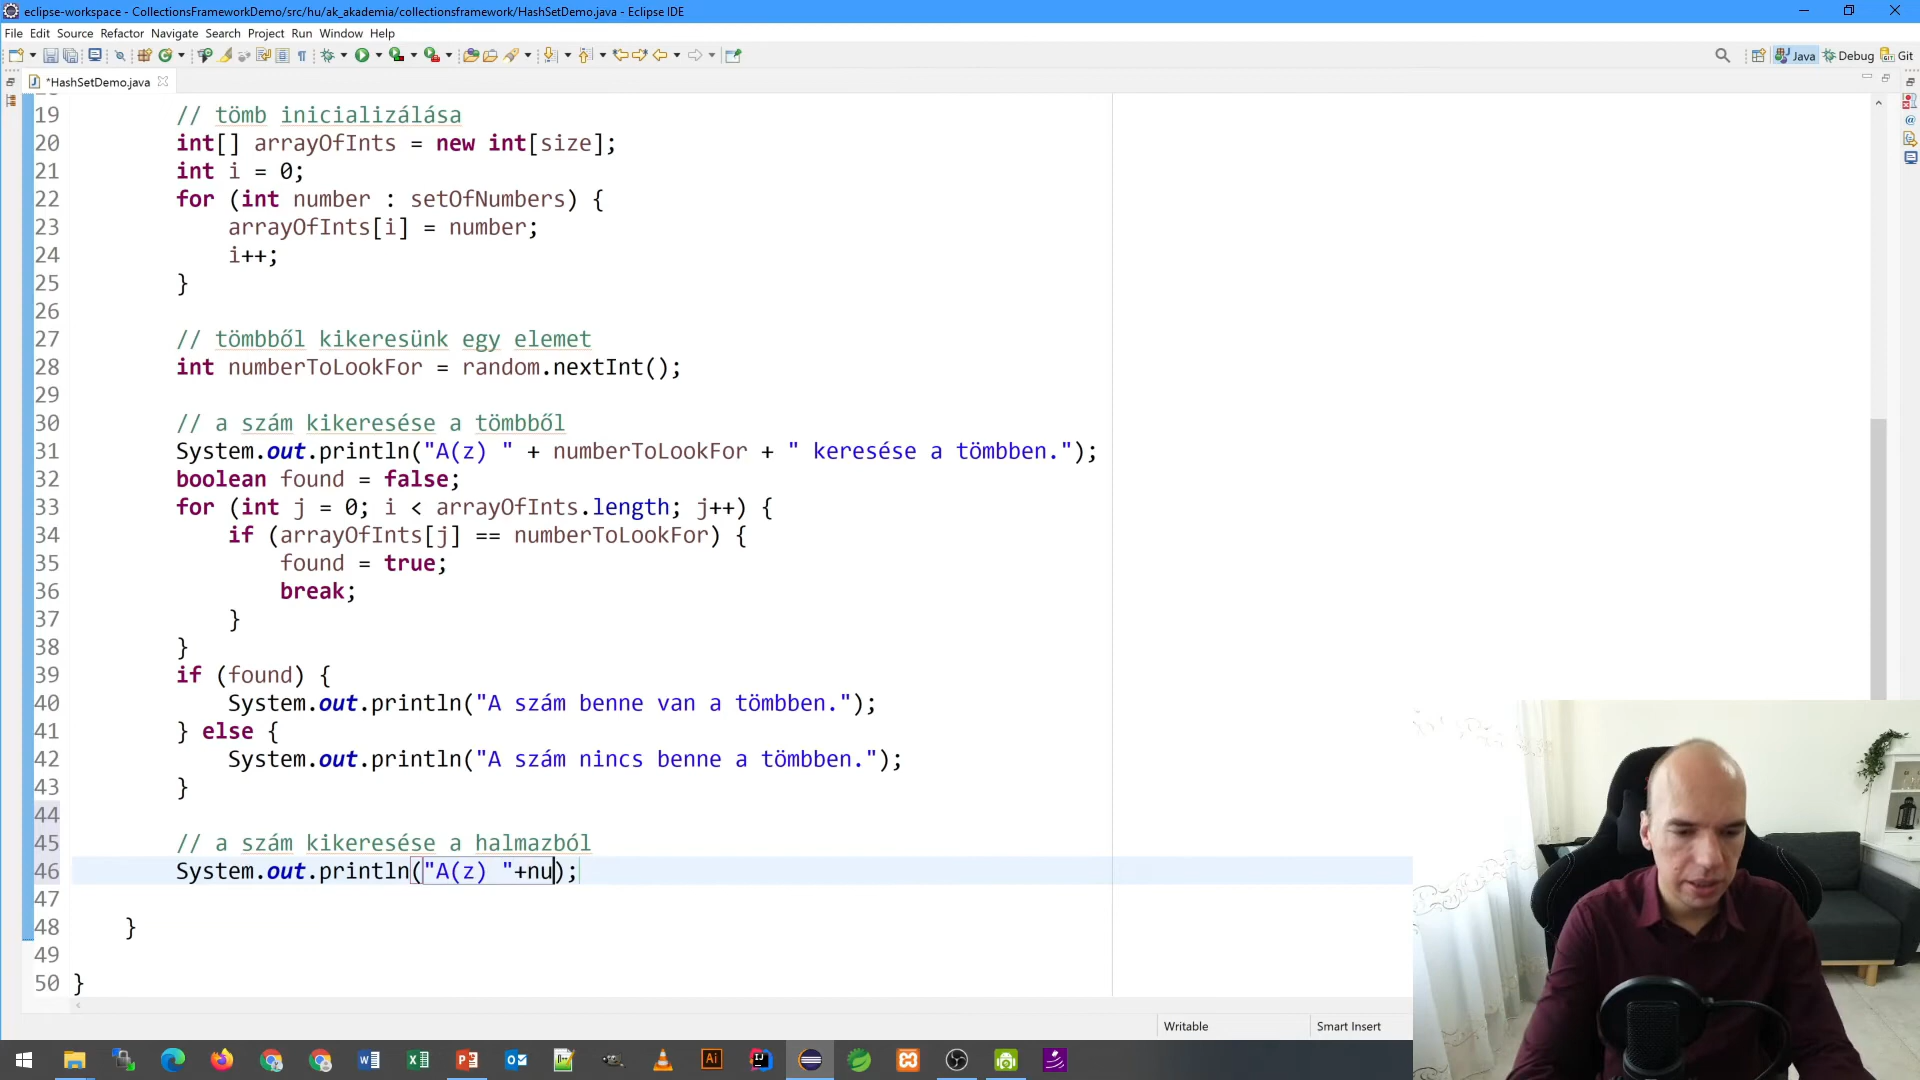 eclipse-workspace - CollectionsFrameworkDemo/src/hu/ak_akademia/collectionsframework/HashSetDemo.java - Eclipse IDE
File Edit Source Refactor Navigate Search Project Run Window Help
Java Debug Git
*HashSetDemo.java
19 // tömb inicializálása
20 int[] arrayOfInts = new int[size];
21 int i = 0;
22 for (int number : setOfNumbers) {
23 arrayOfInts[i] = number;
24 i++;
25 }
26
27 // tömbből kikeresünk egy elemet
28 int numberToLookFor = random.nextInt();
29
30 // a szám kikeresése a tömbből
31 System.out.println("A(z) " + numberToLookFor + " keresése a tömbben.");
32 boolean found = false;
33 for (int j = 0; i < arrayOfInts.length; j++) {
34 if (arrayOfInts[j] == numberToLookFor) {
35 found = true;
36 break;
37 }
38 }
39 if (found) {
40 System.out.println("A szám benne van a tömbben.");
41 } else {
42 System.out.println("A szám nincs benne a tömbben.");
43 }
44
45 // a szám kikeresése a halmazból
46 System.out.println("A(z) "+nu);
47
48 }
49
50 }
Writable Smart Insert